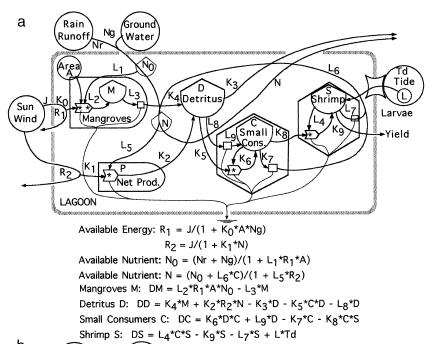 a
Rain
Runoff
Ground
Water
Nr
Ng
Area
A
L₁
N₀
L₂
*
M
L₃
Mangroves
Sun
Wind
J
K₀
R₁
K₄
D
Detritus
K₃
N
L₆
Td
Tide
L
Larvae
S
Shrimp
L₇
L₄
K₉
*
Yield
N
L₈
L₉
C
Small
Cons.
K₈
K₅
K₆
K₇
*
L₅
R₂
K₁
P
*
Net Prod.
K₂
LAGOON
Available Energy: R₁ = J/(1 + K₀*A*Ng)
R₂ = J/(1 + K₁*N)
Available Nutrient: N₀ = (Nr + Ng)/(1 + L₁*R₁*A)
Available Nutrient: N = (N₀ + L₆*C)/(1 + L₅*R₂)
Mangroves M: DM = L₂*R₁*A*N₀ - L₃*M
Detritus D: DD = K₄*M + K₂*R₂*N - K₃*D - K₅*C*D - L₈*D
Small Consumers C: DC = K₆*D*C + L₉*D - K₇*C - K₈*C*S
Shrimp S: DS = L₄*C*S - K₉*S - L₇*S + L*Td